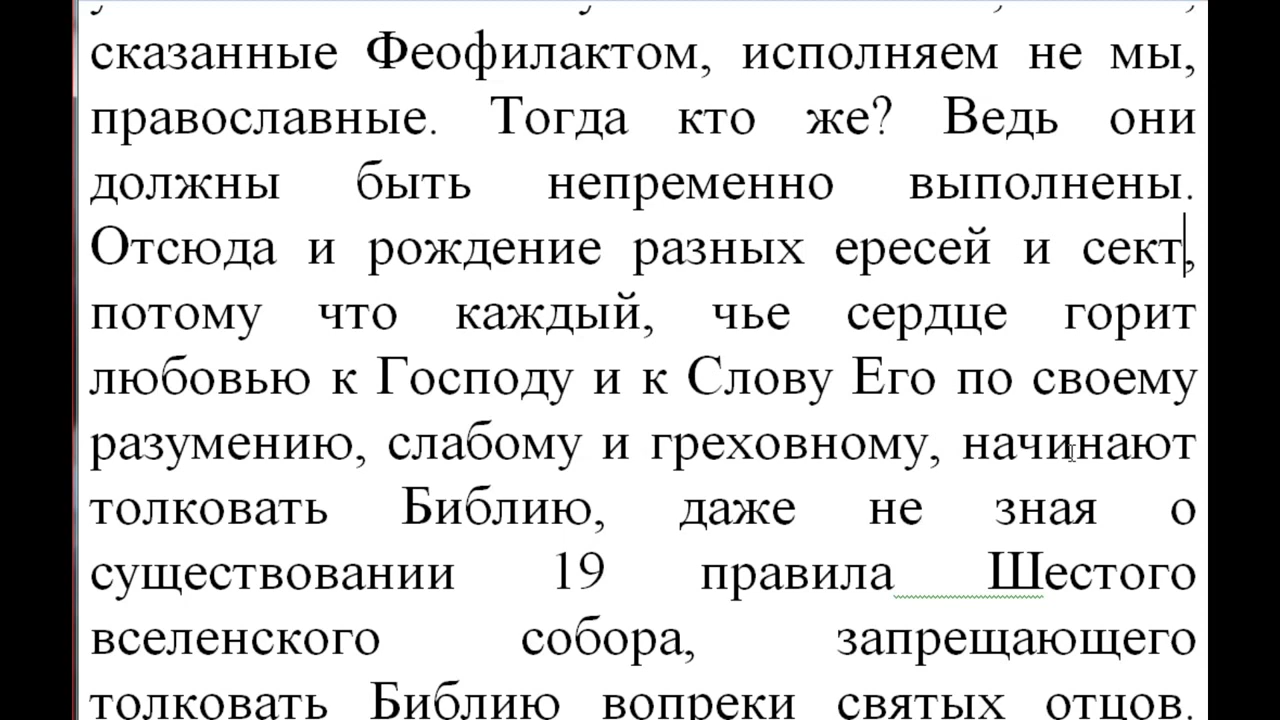 сказанные Феофилактом, исполняем не мы,
православные. Тогда кто же? Ведь они
должны быть непременно выполнены.
Отсюда и рождение разных ересей и сект,
потому что каждый, чье сердце горит
любовью к Господу и к Слову Его по своему
разумению, слабому и греховному, начинают
толковать Библию, даже не зная о
существовании 19 правила Шестого
вселенского собора, запрещающего
толковать Библию вопреки святых отцов.